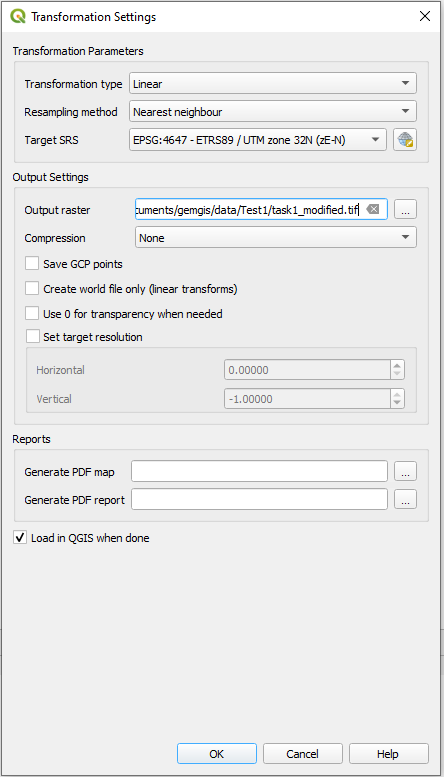 Transformation Settings
Transformation Parameters
Transformation type Linear
Resampling method Nearest neighbour
Target SRS EPSG:4647 - ETRS89 / UTM zone 32N (zE-N)
Output Settings
Output raster cuments/gemgis/data/Test1/task1_modified.tif ...
Compression None
Save GCP points
Create world file only (linear transforms)
Use 0 for transparency when needed
Set target resolution
Horizontal 0.00000
Vertical -1.00000
Reports
Generate PDF map ...
Generate PDF report ...
Load in QGIS when done
OK Cancel Help